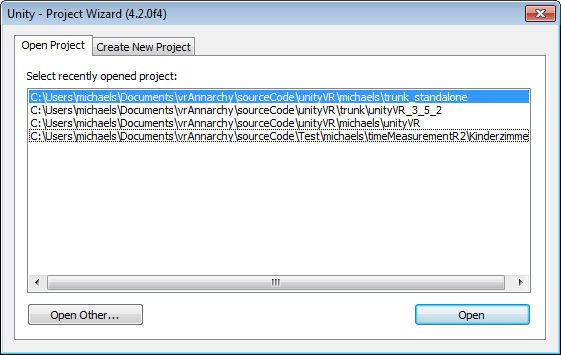 Unity - Project Wizard (4.2.0f4)
Open Project
Create New Project
Select recently opened project:
C:\Users\michaels\Documents\vrAnnarchy\sourceCode\unityVR\michaels\trunk_standalone
C:\Users\michaels\Documents\vrAnnarchy\sourceCode\unityVR\trunk\unityVR_3_5_2
C:\Users\michaels\Documents\vrAnnarchy\sourceCode\unityVR\michaels\unityVR
C:\Users\michaels\Documents\vrAnnarchy\sourceCode\Test\michaels\timeMeasurementR2\Kinderzimme
Open Other...
Open